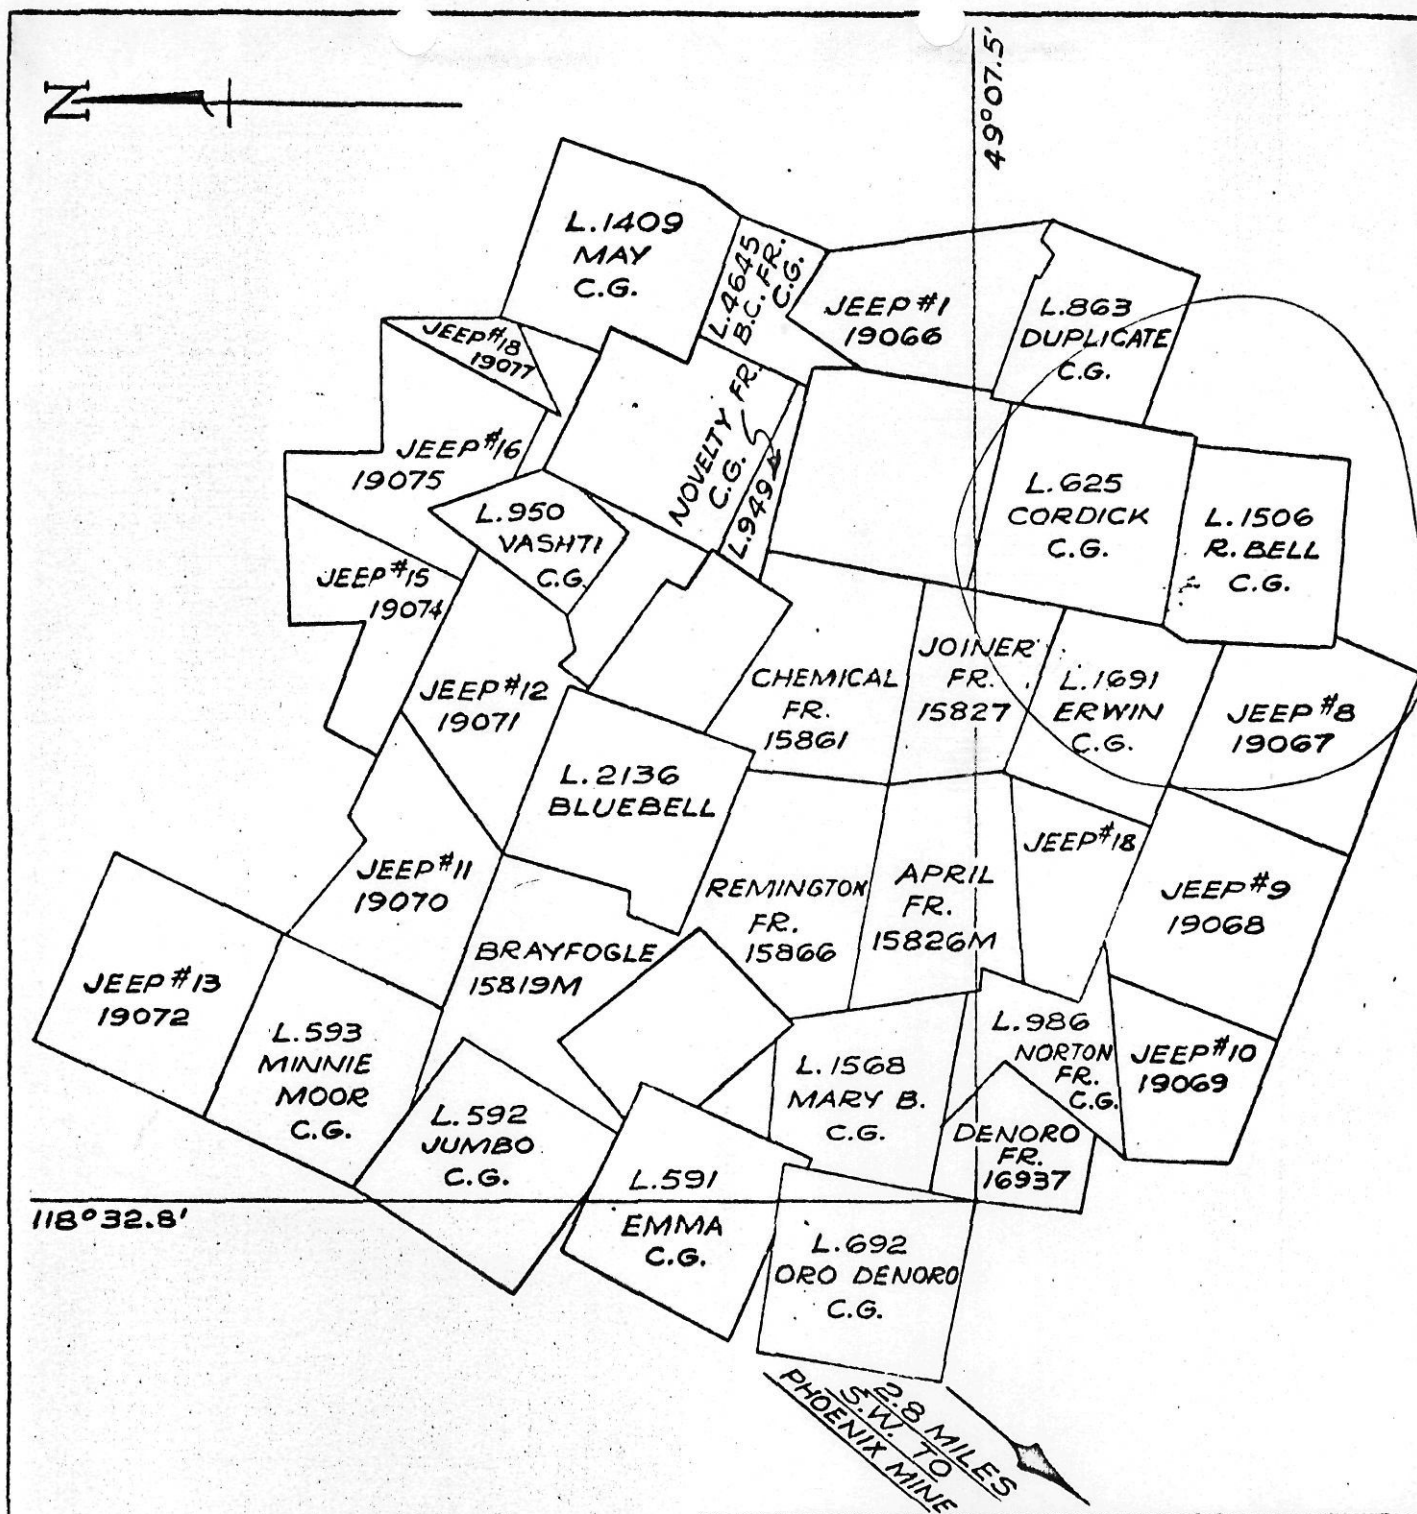 N
49°07.5'
L.1409
MAY
C.G.
L.4645
B.C. FR.
C.G.
JEEP #1
19066
L.863
DUPLICATE
C.G.
JEEP#18
19077
JEEP#16
19075
NOVELTY FR.
C.G.
L.949
L.625
CORDICK
C.G.
L.1506
R. BELL
C.G.
L.950
VASHTI
C.G.
JEEP#15
19074
JEEP#12
19071
CHEMICAL
FR.
15861
JOINER
FR.
15827
L.1691
ERWIN
C.G.
JEEP#8
19067
L.2136
BLUEBELL
JEEP#11
19070
REMINGTON
FR.
15866
APRIL
FR.
15826M
JEEP#18
JEEP#9
19068
BRAYFOGLE
15819M
JEEP#13
19072
L.593
MINNIE
MOOR
C.G.
L.592
JUMBO
C.G.
L.1568
MARY B.
C.G.
L.986
NORTON
FR.
C.G.
JEEP#10
19069
DENORO
FR.
16937
118°32.8'
L.591
EMMA
C.G.
L.692
ORO DENORO
C.G.
2.8 MILES
S.W. TO
PHOENIX MINE